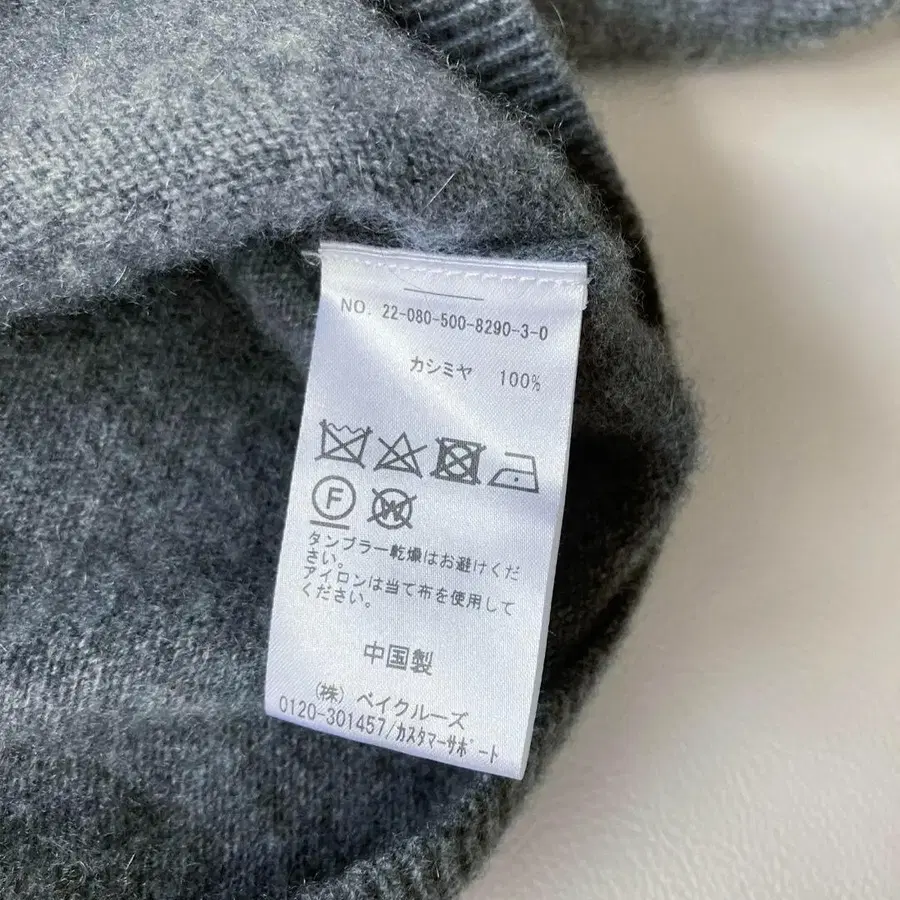 NO. 22-080-500-8290-3-0
カシミヤ 100%
F W
タンブラー乾燥はお避けくだ
さい。
アイロンは当て布を使用して
ください。
中国製
(株) ベイクルーズ
0120-301457/カスタマーサポート